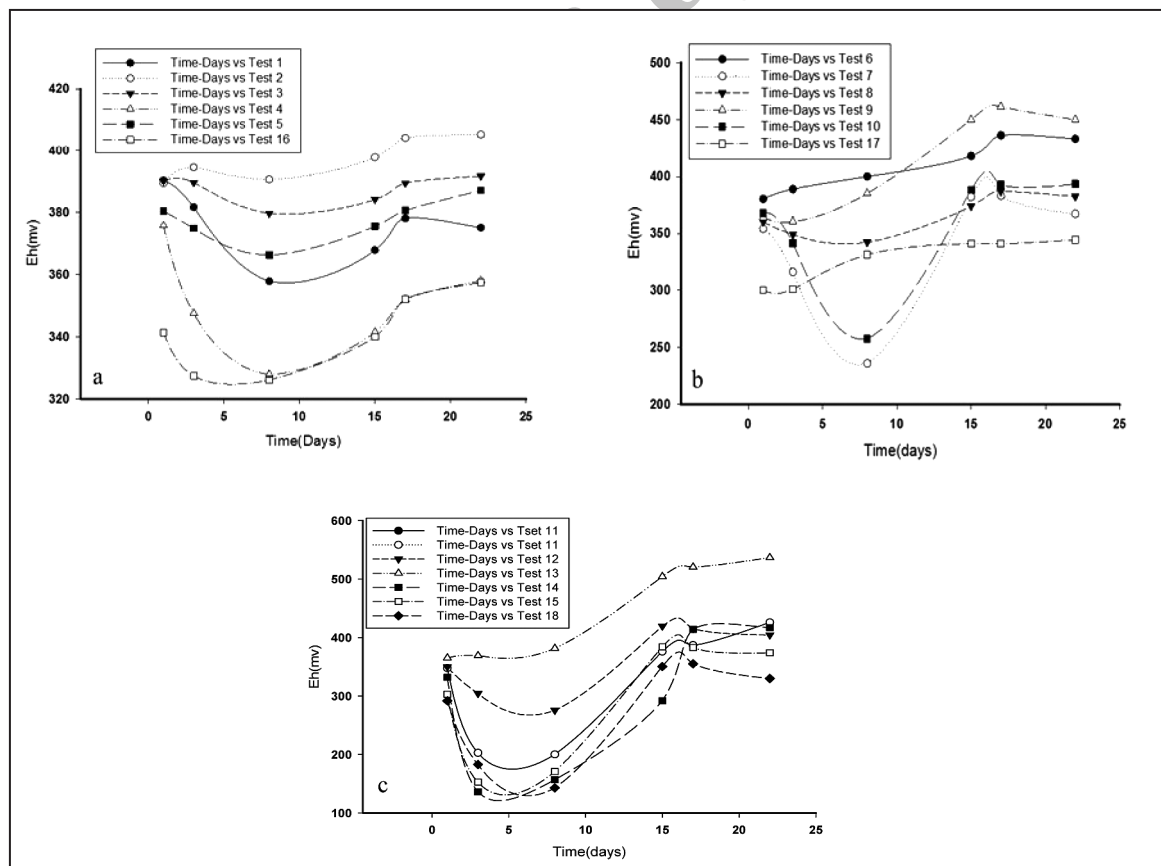 Time-Days vs Test 1
Time-Days vs Test 2
Time-Days vs Test 3
Time-Days vs Test 4
Time-Days vs Test 5
Time-Days vs Test 16
420
400
380
360
340
320
Eh(mv)
a
0 5 10 15 20 25
Time(Days)
Time-Days vs Test 6
Time-Days vs Test 7
Time-Days vs Test 8
Time-Days vs Test 9
Time-Days vs Test 10
Time-Days vs Test 17
500
450
400
350
300
250
200
Eh(mv)
b
0 5 10 15 20 25
Time(days)
Time-Days vs Tset 11
Time-Days vs Tset 11
Time-Days vs Test 12
Time-Days vs Test 13
Time-Days vs Test 14
Time-Days vs Test 15
Time-Days vs Test 18
600
500
400
300
200
100
Eh(mv)
c
0 5 10 15 20 25
Time(days)